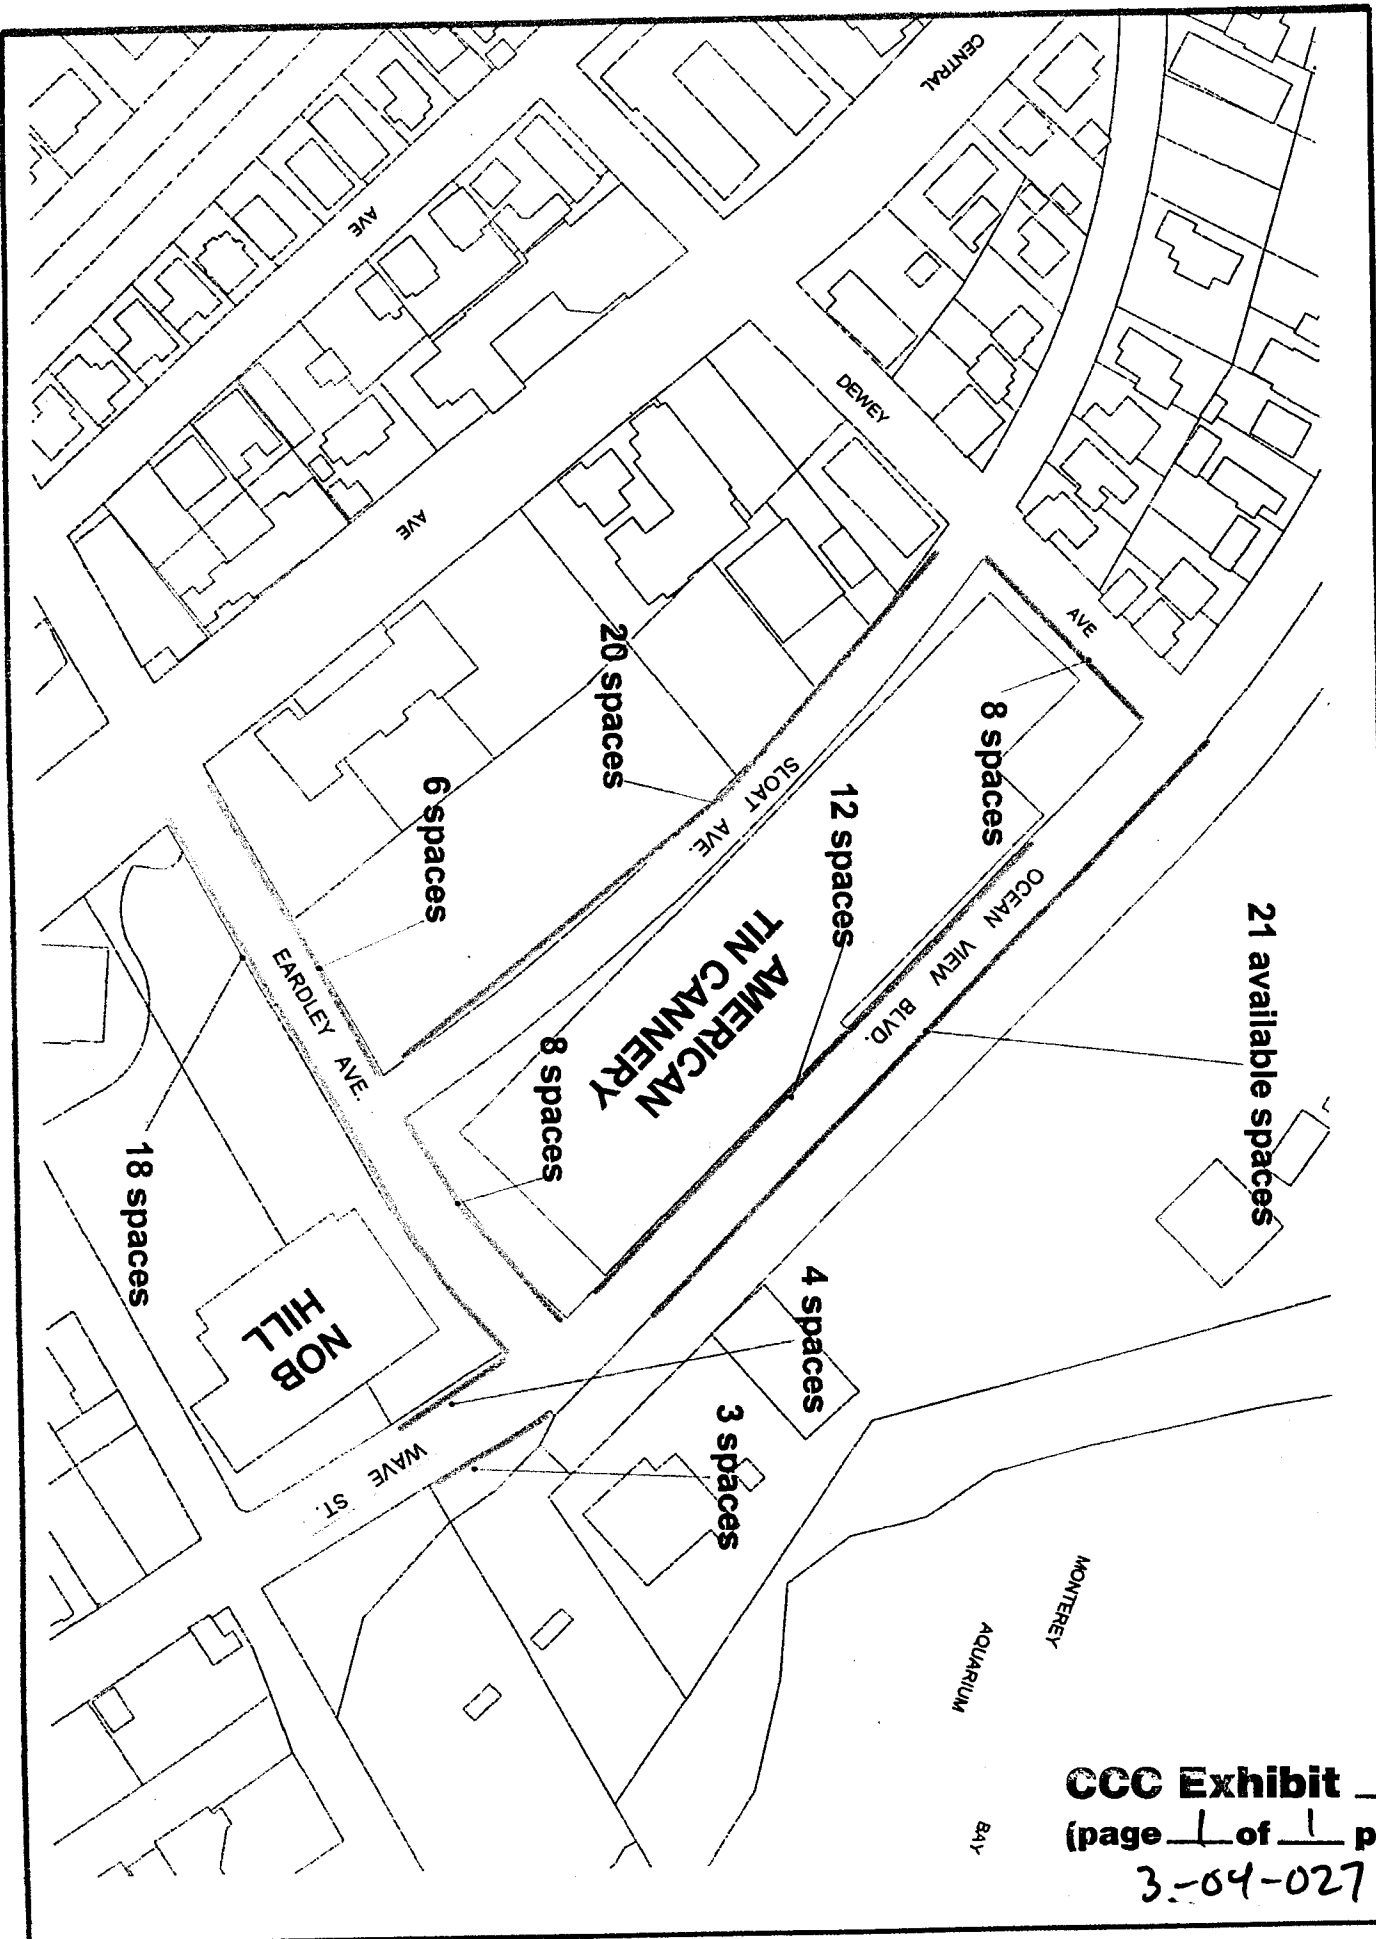 CENTRAL
AVE
DEWEY
AVE
AVE
20 spaces
8 spaces
SLOAT AVE.
6 spaces
12 spaces
OCEAN VIEW BLVD.
21 available spaces
AMERICAN
TIN CANNERY
EARDLEY AVE.
8 spaces
18 spaces
4 spaces
NOB
HILL
3 spaces
WAVE ST.
MONTEREY
AQUARIUM
BAY
CCC Exhibit
(page 1 of 1 p
3-04-027